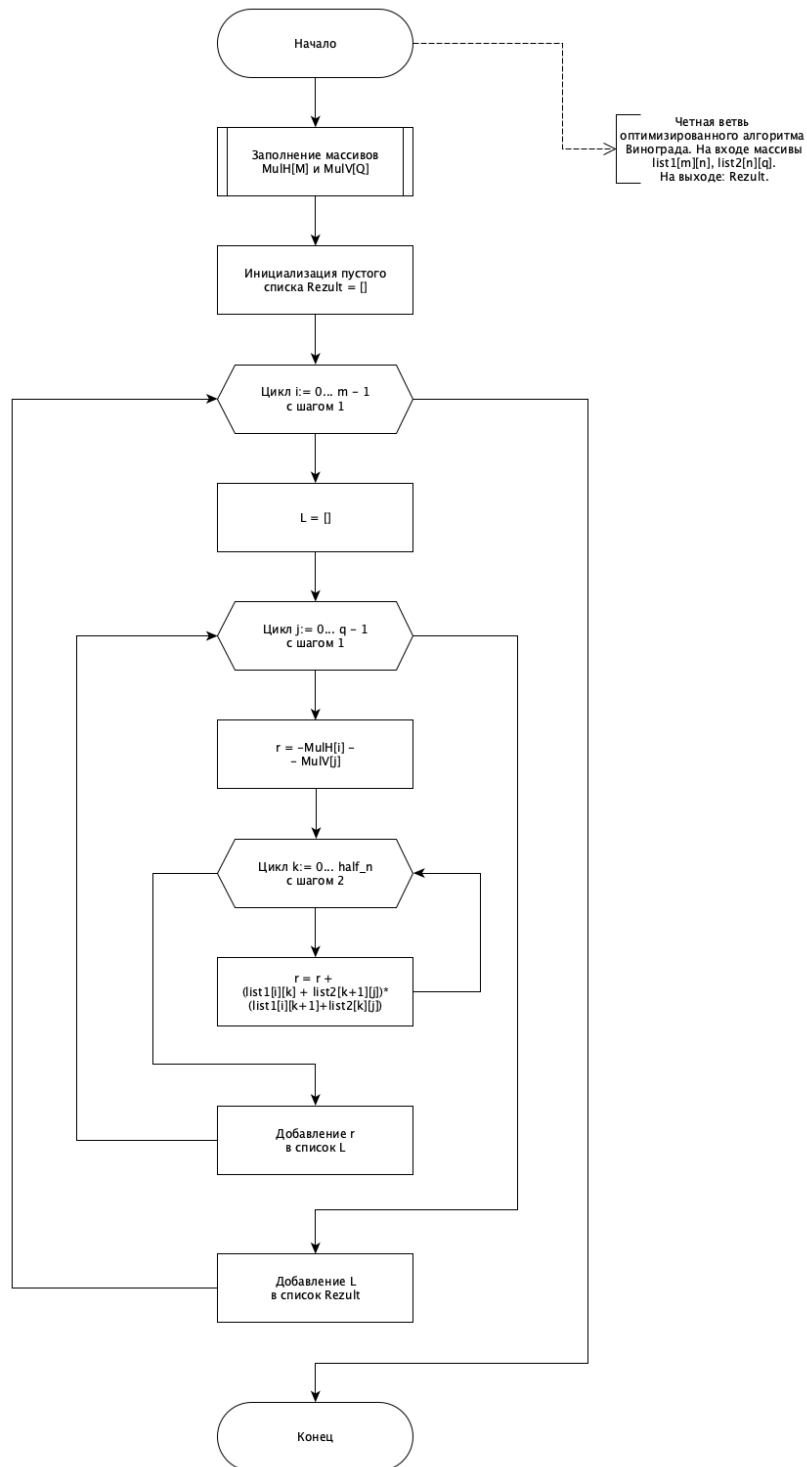 Начало
Четная ветвь
оптимизированного алгоритма
Винограда. На входе массивы
list1[m][n], list2[n][q].
На выходе: Rezult.
Заполнение массивов
MulH[M] и MulV[Q]
Инициализация пустого
списка Rezult = []
Цикл i:= 0... m – 1
с шагом 1
L = []
Цикл j:= 0... q – 1
с шагом 1
r = –MulH[i] –
– MulV[j]
Цикл k:= 0... half_n
с шагом 2
r = r +
(list1[i][k] + list2[k+1][j])*
(list1[i][k+1]+list2[k][j])
Добавление r
в список L
Добавление L
в список Rezult
Конец